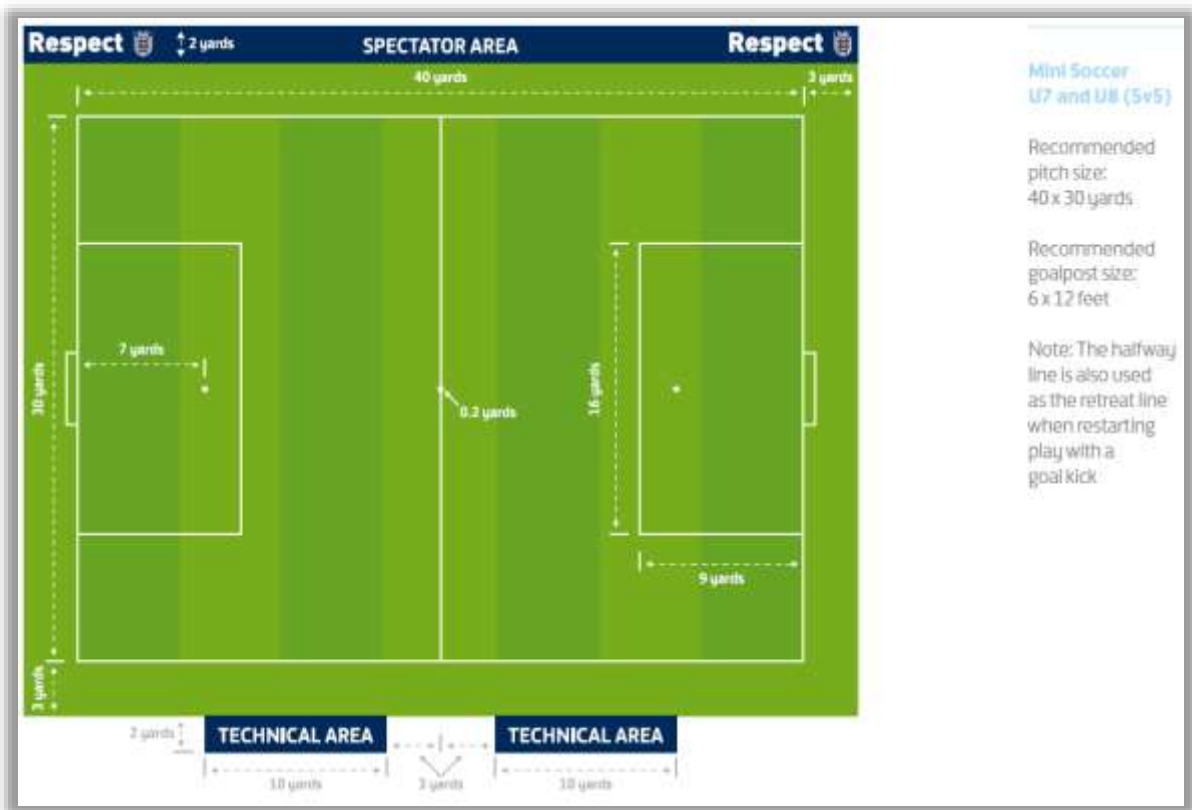 Respect 2 yards SPECTATOR AREA Respect
40 yards 3 yards
7 yards
30 yards
0.2 yards
16 yards
9 yards
3 yards
2 yards TECHNICAL AREA TECHNICAL AREA
10 yards 3 yards 10 yards
Mini Soccer
U7 and U8 (5v5)
Recommended
pitch size:
40 x 30 yards
Recommended
goalpost size:
6 x 12 feet
Note: The halfway
line is also used
as the retreat line
when restarting
play with a
goal kick